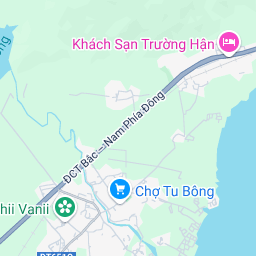 Khách Sạn Trường Hận
ĐCT Bắc – Nam Phía Đông
Chợ Tu Bông
hii Vanii